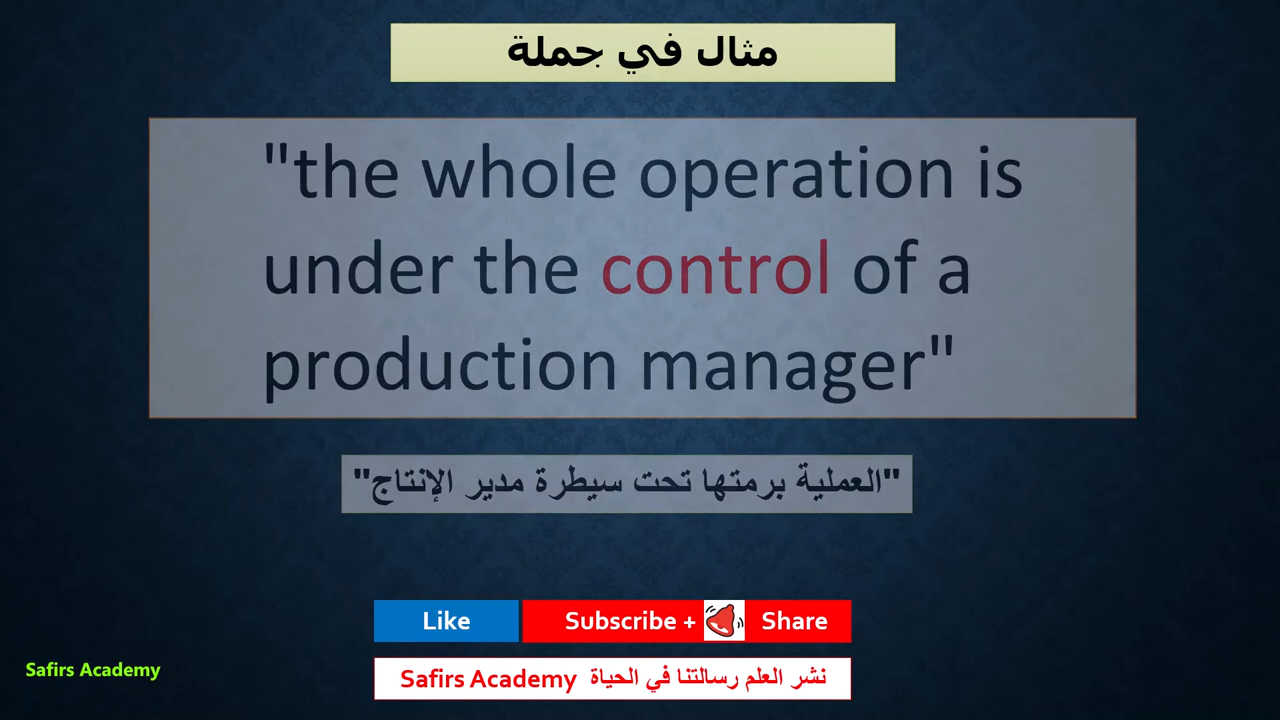 مثال في جملة
"the whole operation is
under the control of a
production manager"
"العملية برمتها تحت سيطرة مدير الإنتاج"
Like
Subscribe + Share
Safirs Academy
Safirs Academy نشر العلم رسالتنا في الحياة